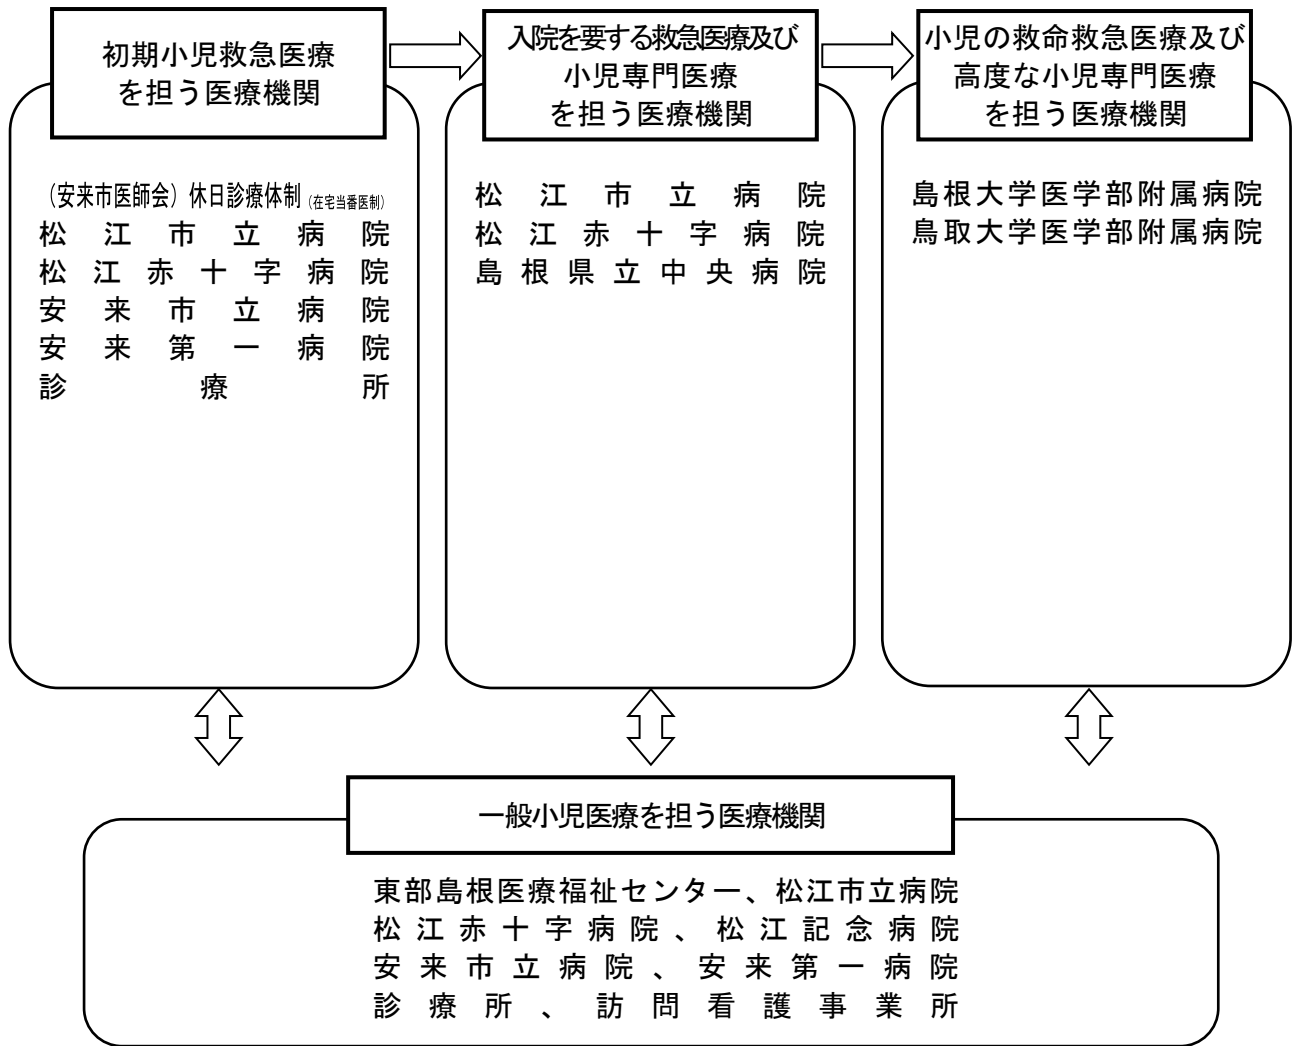 初期小児救急医療
を担う医療機関
(安来市医師会)休日診療体制(在宅当番医制)
松江市立病院
松江赤十字病院
安来市立病院
安来第一病院
診療所
入院を要する救急医療及び
小児専門医療
を担う医療機関
松江市立病院
松江赤十字病院
島根県立中央病院
小児の救命救急医療及び
高度な小児専門医療
を担う医療機関
島根大学医学部附属病院
鳥取大学医学部附属病院
一般小児医療を担う医療機関
東部島根医療福祉センター、松江市立病院
松江赤十字病院、松江記念病院
安来市立病院、安来第一病院
診療所、訪問看護事業所